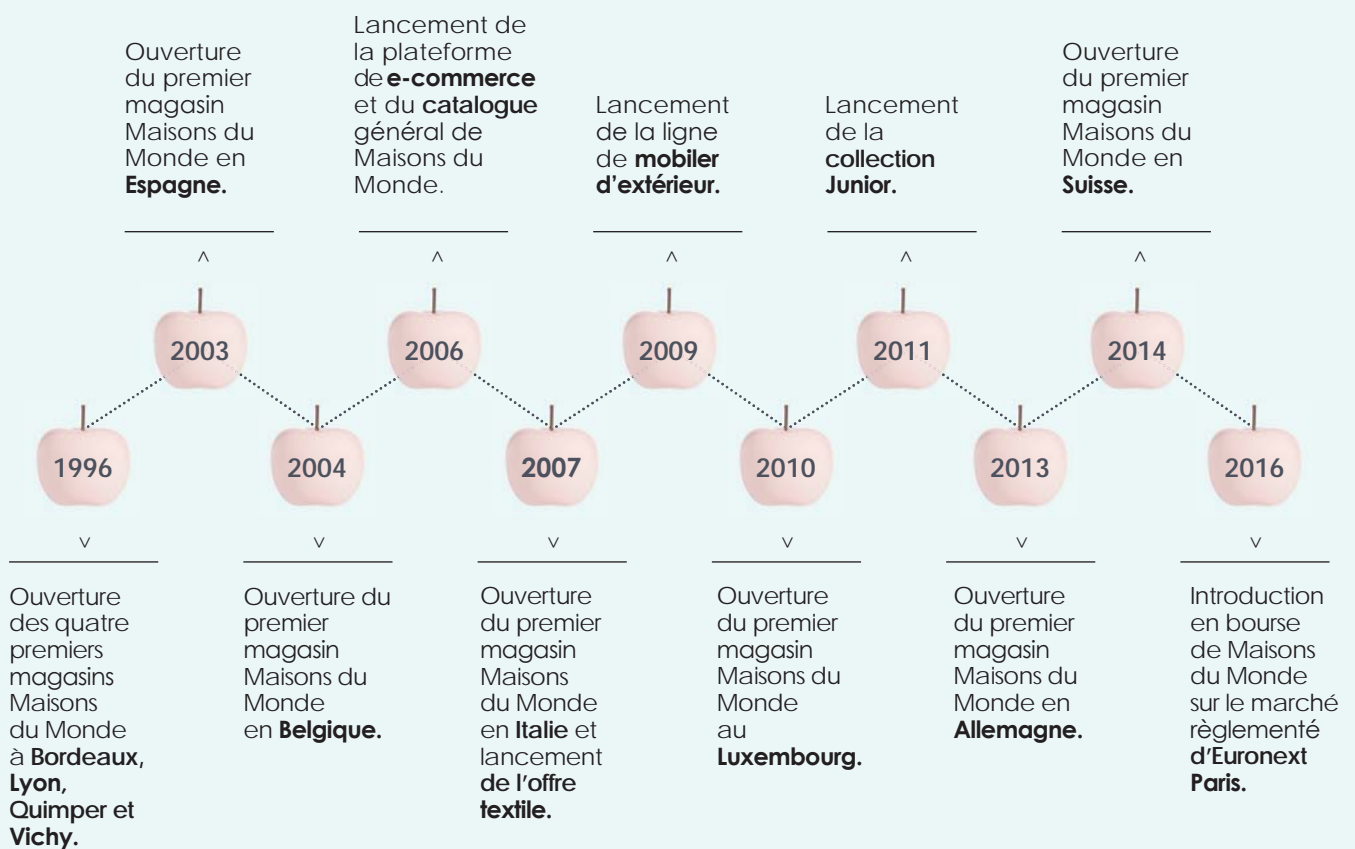 Ouverture
du premier
magasin
Maisons du
Monde en
Espagne.
Lancement de
la plateforme
de e-commerce
et du catalogue
général de
Maisons du
Monde.
Lancement
de la ligne
de mobiler
d'extérieur.
Lancement
de la
collection
Junior.
Ouverture
du premier
magasin
Maisons du
Monde en
Suisse.
2003
2006
2009
2011
2014
1996
2004
2007
2010
2013
2016
Ouverture
des quatre
premiers
magasins
Maisons
du Monde
à Bordeaux,
Lyon,
Quimper et
Vichy.
Ouverture du
premier
magasin
Maisons du
Monde
en Belgique.
Ouverture
du premier
magasin
Maisons
du Monde
en Italie et
lancement
de l'offre
textile.
Ouverture
du premier
magasin
Maisons du
Monde
au
Luxembourg.
Ouverture
du premier
magasin
Maisons du
Monde en
Allemagne.
Introduction
en bourse
de Maisons
du Monde
sur le marché
règlementé
d'Euronext
Paris.